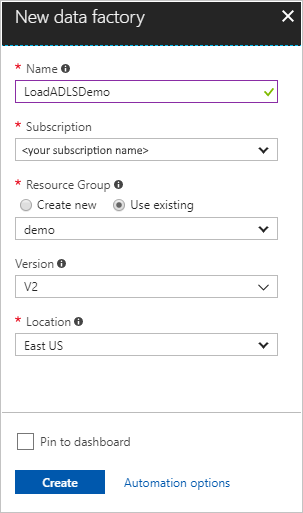 New data factory
* Name
LoadADLSDemo
* Subscription
<your subscription name>
* Resource Group
Create new Use existing
demo
Version
V2
* Location
East US
Pin to dashboard
Create Automation options